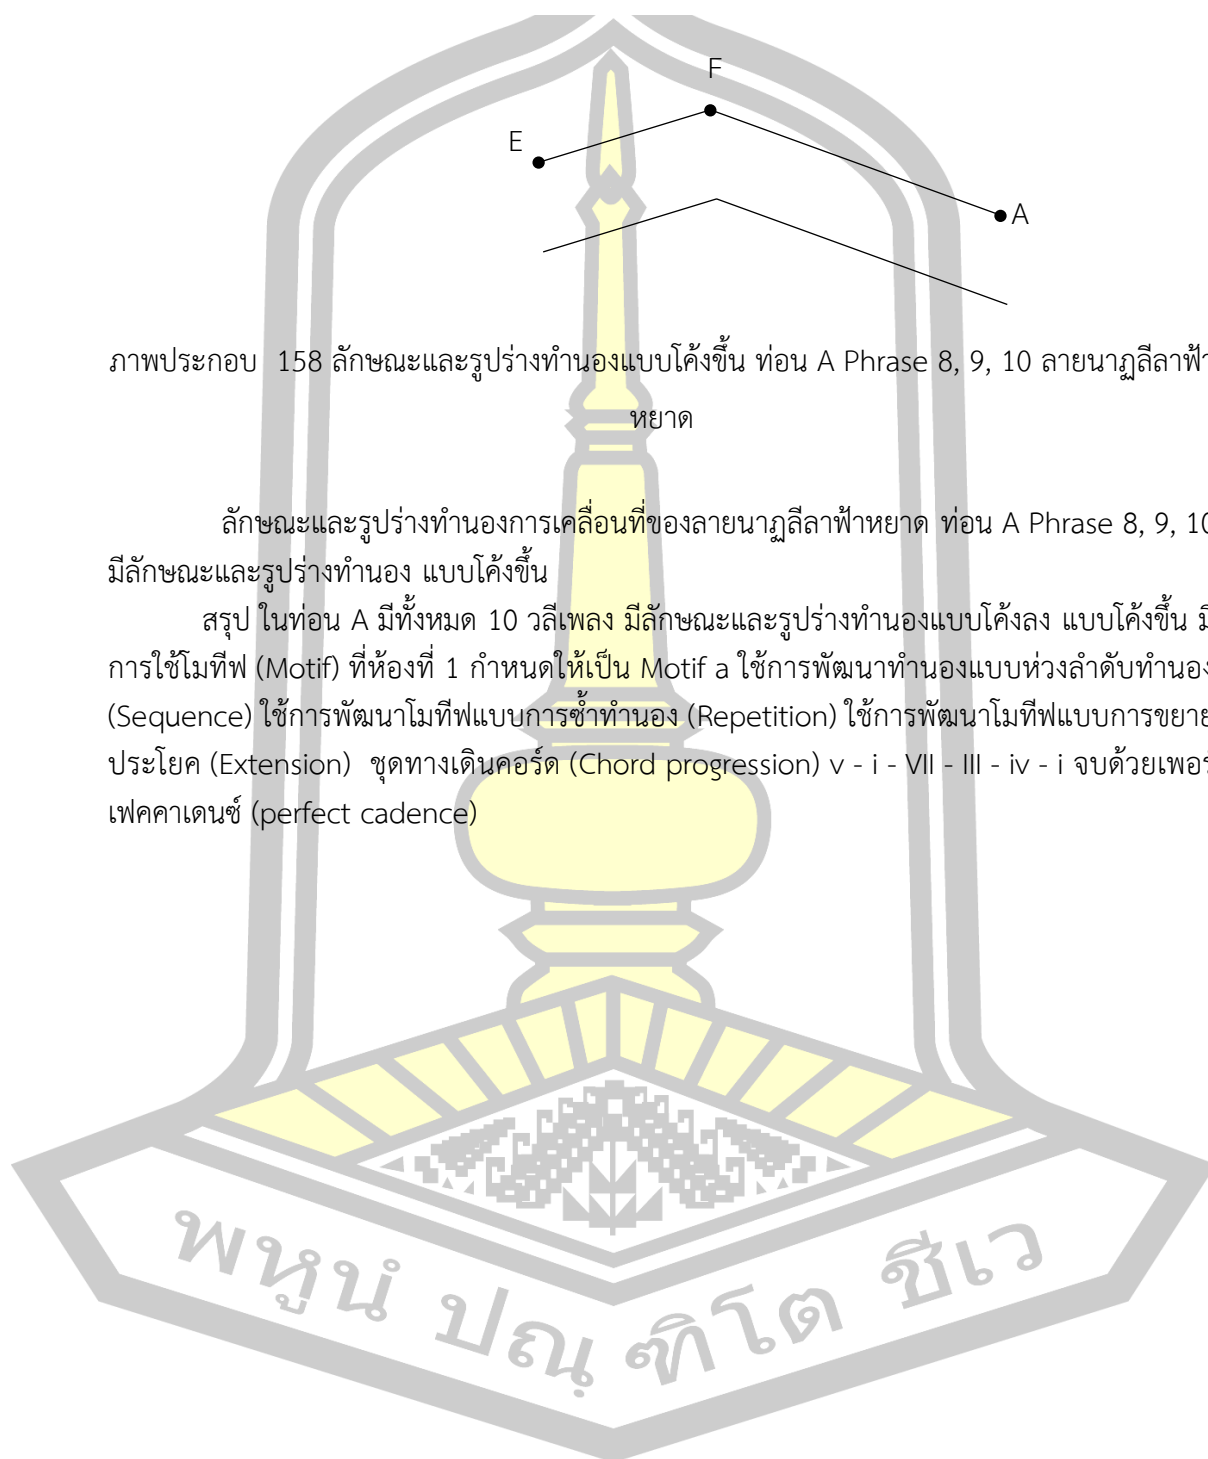 F
E
A
ภาพประกอบ 158 ลักษณะและรูปร่างทำนองแบบโค้งขึ้น ท่อน A Phrase 8, 9, 10 ลายนาฏลีลาฟ้า
หยาด
ลักษณะและรูปร่างทำนองการเคลื่อนที่ของลายนาฏลีลาฟ้าหยาด ท่อน A Phrase 8, 9, 10
มีลักษณะและรูปร่างทำนอง แบบโค้งขึ้น
สรุป ในท่อน A มีทั้งหมด 10 วลีเพลง มีลักษณะและรูปร่างทำนองแบบโค้งลง แบบโค้งขึ้น มี
การใช้โมทีฟ (Motif) ที่ห้องที่ 1 กำหนดให้เป็น Motif a ใช้การพัฒนาทำนองแบบห่วงลำดับทำนอง
(Sequence) ใช้การพัฒนาโมทีฟแบบการซ้ำทำนอง (Repetition) ใช้การพัฒนาโมทีฟแบบการขยาย
ประโยค (Extension) ชุดทางเดินคอร์ด (Chord progression) v - i - VII - III - iv - i จบด้วยเพอร์
เฟคคาเดนซ์ (perfect cadence)
พหูนํ ปณฺฑิโต ชีเว